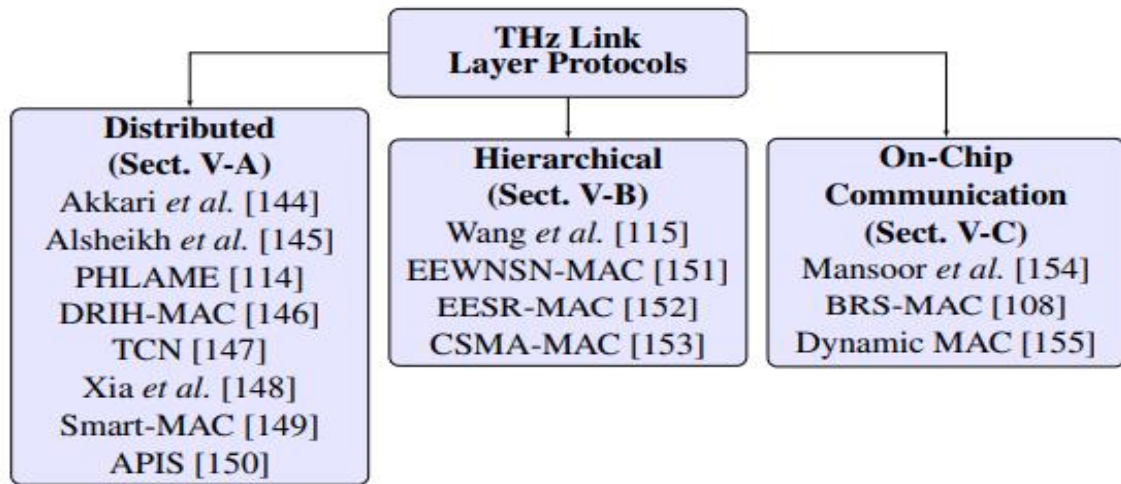 THz Link
Layer Protocols
Distributed
(Sect. V-A)
Akkari et al. [144]
Alsheikh et al. [145]
PHLAME [114]
DRIH-MAC [146]
TCN [147]
Xia et al. [148]
Smart-MAC [149]
APIS [150]
Hierarchical
(Sect. V-B)
Wang et al. [115]
EEWNSN-MAC [151]
EESR-MAC [152]
CSMA-MAC [153]
On-Chip
Communication
(Sect. V-C)
Mansoor et al. [154]
BRS-MAC [108]
Dynamic MAC [155]